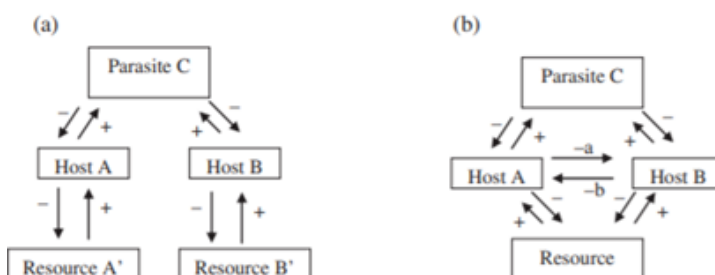 (a)
Parasite C
−
+
+
−
Host A
Host B
−
+
−
+
Resource A'
Resource B'
(b)
Parasite C
−
+
+
−
−a
Host A
Host B
−b
+
−
−
+
Resource